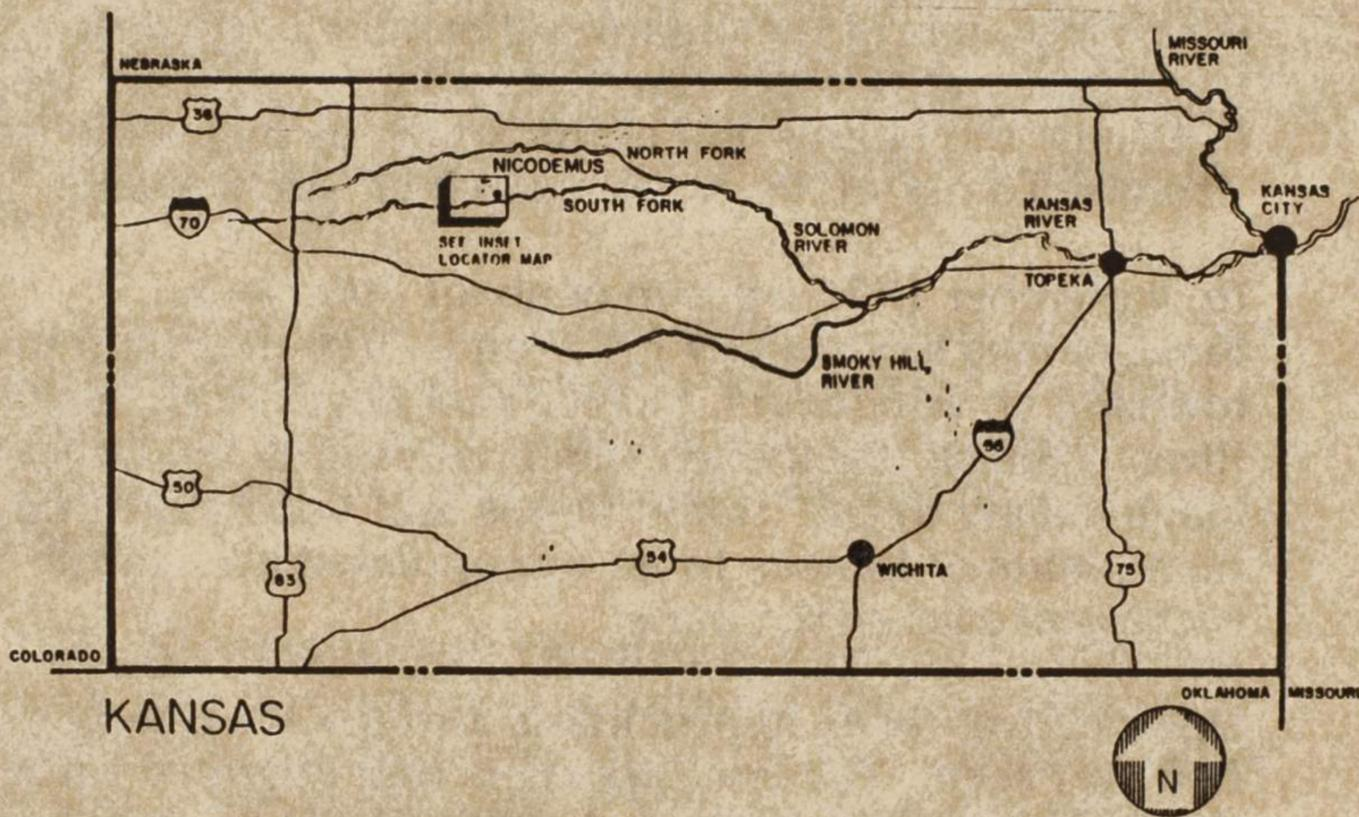 MISSOURI
RIVER
NEBRASKA
36
NORTH FORK
NICODEMUS
SOUTH FORK
70
SEE INSET
LOCATOR MAP
SOLOMON
RIVER
KANSAS
RIVER
KANSAS
CITY
TOPEKA
SMOKY HILL
RIVER
50
54
83
WICHITA
75
COLORADO
OKLAHOMA
MISSOURI
KANSAS
N